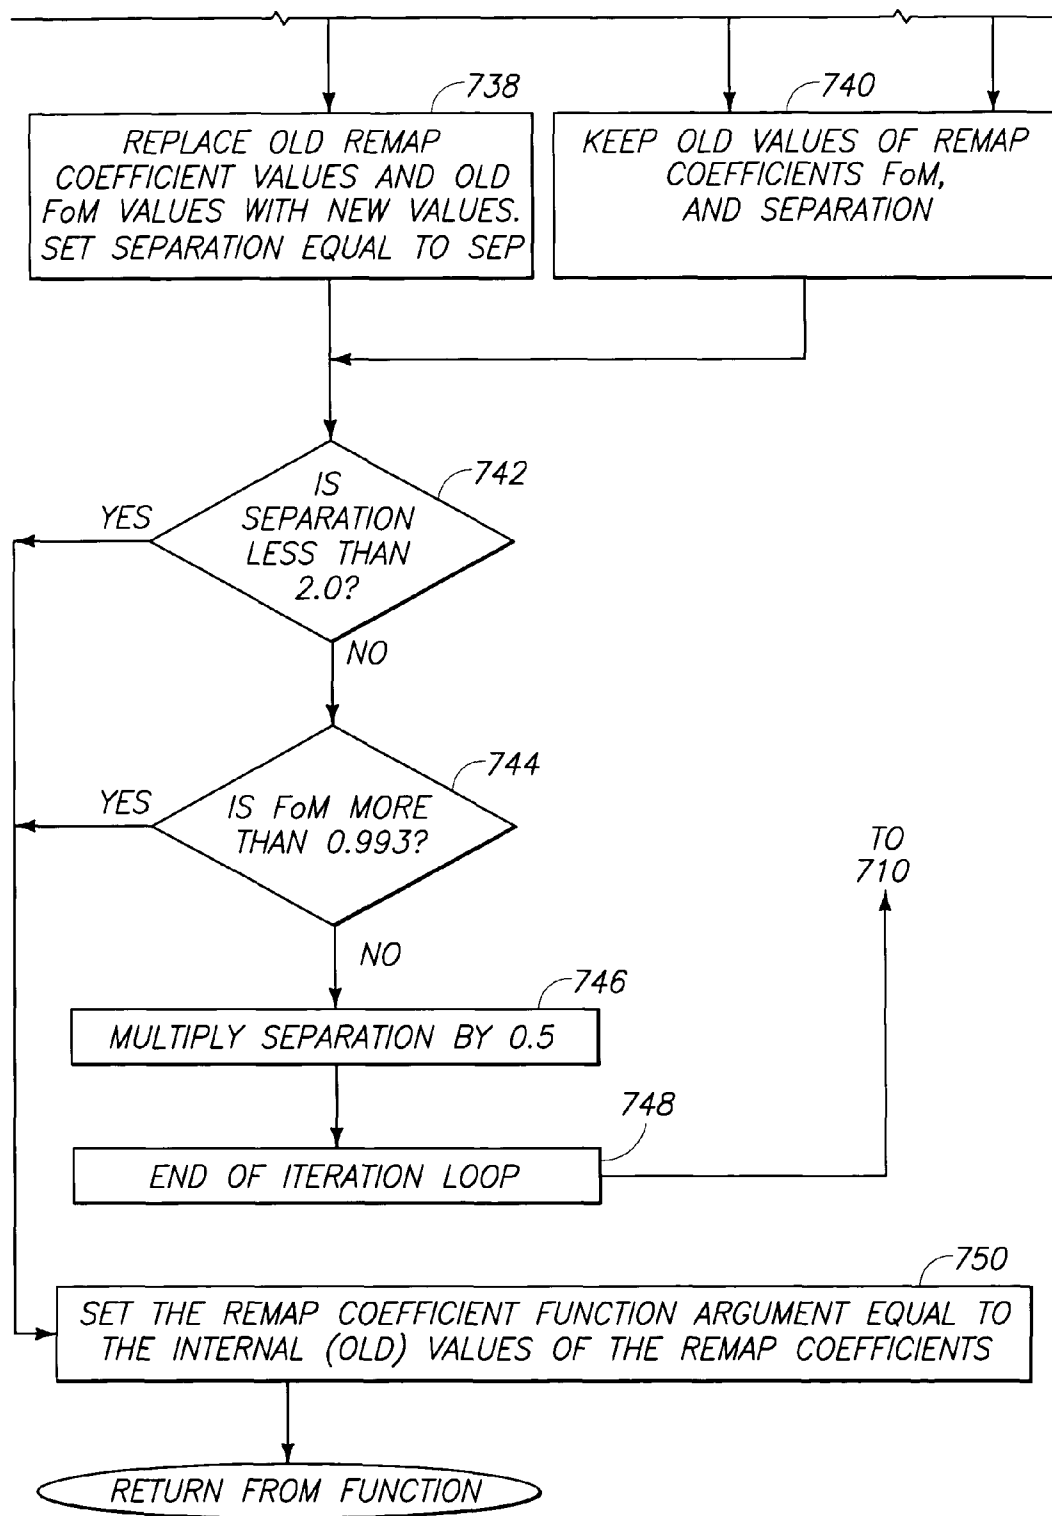 738
REPLACE OLD REMAP
COEFFICIENT VALUES AND OLD
FoM VALUES WITH NEW VALUES.
SET SEPARATION EQUAL TO SEP
740
KEEP OLD VALUES OF REMAP
COEFFICIENTS FoM,
AND SEPARATION
742
IS
SEPARATION
LESS THAN
2.0?
YES
NO
744
IS FoM MORE
THAN 0.993?
YES
NO
TO
710
746
MULTIPLY SEPARATION BY 0.5
748
END OF ITERATION LOOP
750
SET THE REMAP COEFFICIENT FUNCTION ARGUMENT EQUAL TO
THE INTERNAL (OLD) VALUES OF THE REMAP COEFFICIENTS
RETURN FROM FUNCTION